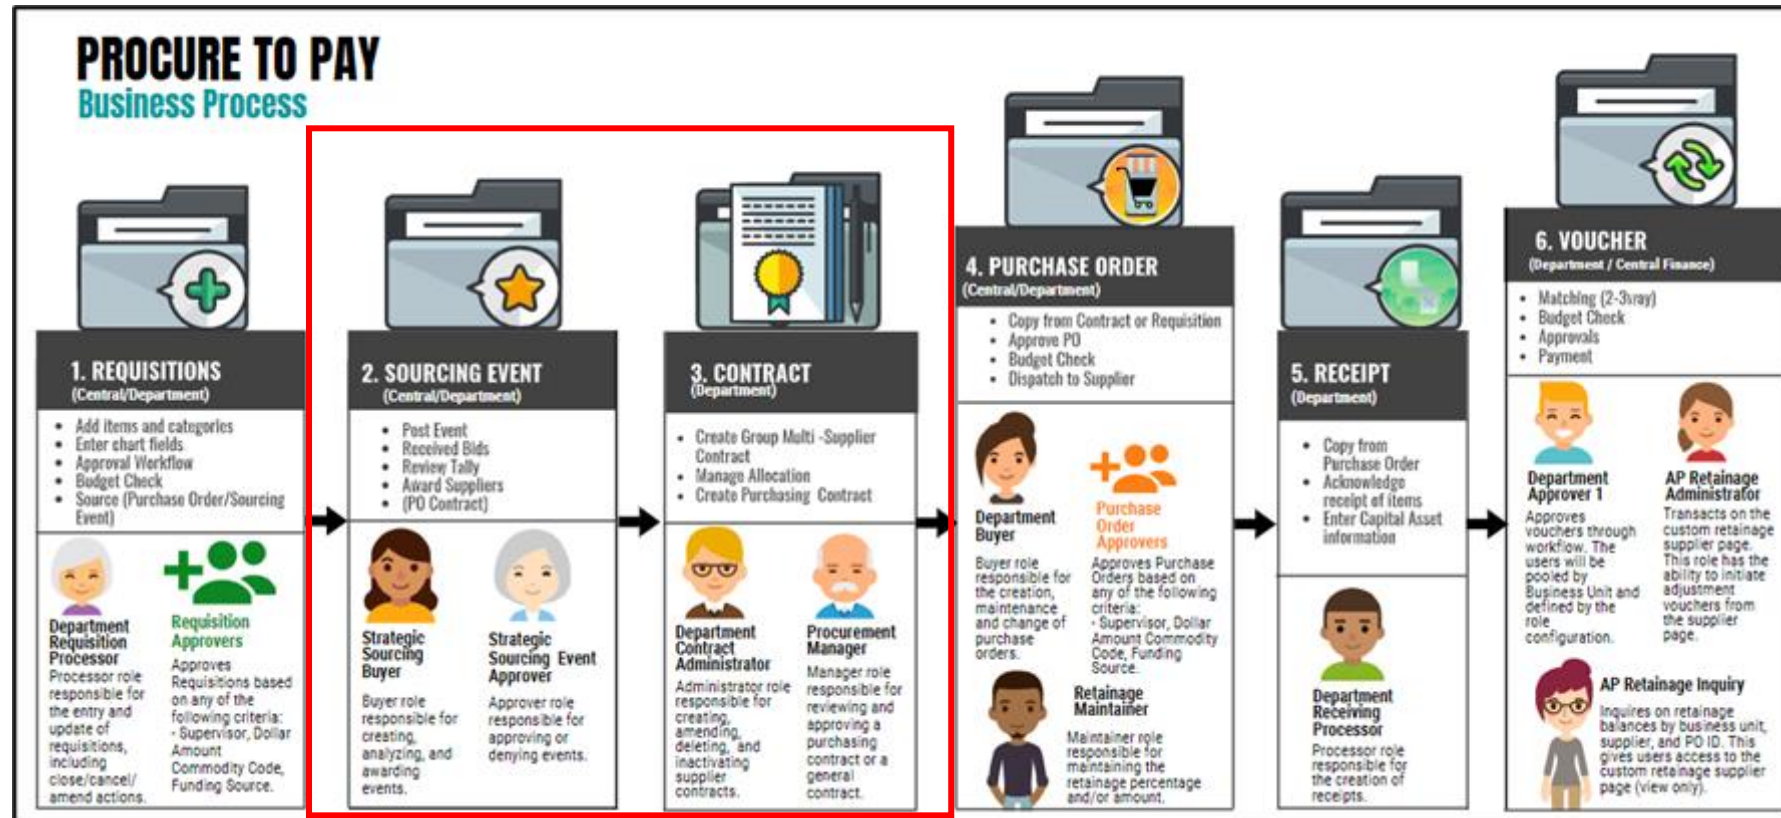 PROCURE TO PAY
Business Process
1. REQUISITIONS
(Central/Department)
• Add items and categories
• Enter chart fields
• Approval Workflow
• Budget Check
• Source (Purchase Order/Sourcing
Event)
Department
Requisition
Processor
Processor role
responsible for
the entry and
update of
requisitions,
including
close/cancel/
amend actions.
Requisition
Approvers
Approves
Requisitions based
on any of the
following criteria:
- Supervisor, Dollar
Amount
Commodity Code,
Funding Source.
2. SOURCING EVENT
(Central/Department)
• Post Event
• Received Bids
• Review Tally
• Award Suppliers
• (PO Contract)
Strategic
Sourcing
Buyer
Buyer role
responsible for
creating,
analyzing, and
awarding
events.
Strategic
Sourcing Event
Approver
Approver role
responsible for
approving or
denying events.
3. CONTRACT
(Department)
• Create Group Multi -Supplier
Contract
• Manage Allocation
• Create Purchasing Contract
Department
Contract
Administrator
Administrator role
responsible for
creating,
amending,
deleting, and
inactivating
supplier
contracts.
Procurement
Manager
Manager role
responsible for
reviewing and
approving a
purchasing
contract or a
general
contract.
4. PURCHASE ORDER
(Central/Department)
• Copy from Contract or Requisition
• Approve PO
• Budget Check
• Dispatch to Supplier
Department
Buyer
Buyer role
responsible for
the creation,
maintenance
and change of
purchase
orders.
Purchase
Order
Approvers
Approves Purchase
Orders based on
any of the following
criteria:
- Supervisor, Dollar
Amount Commodity
Code, Funding
Source.
Retainage
Maintainer
Maintainer role
responsible for
maintaining the
retainage percentage
and/or amount.
5. RECEIPT
(Department)
• Copy from
Purchase Order
• Acknowledge
receipt of items
• Enter Capital Asset
information
Department
Receiving
Processor
Processor role
responsible for
the creation of
receipts.
6. VOUCHER
(Department / Central Finance)
• Matching (2-3way)
• Budget Check
• Approvals
• Payment
Department
Approver 1
Approves
vouchers through
workflow. The
users will be
pooled by
Business Unit and
defined by the
role
configuration.
AP Retainage
Administrator
Transacts on the
custom retainage
supplier page.
This role has the
ability to initiate
adjustment
vouchers from
the supplier
page.
AP Retainage Inquiry
Inquires on retainage
balances by business unit,
supplier, and PO ID. This
gives users access to the
custom retainage supplier
page (view only).